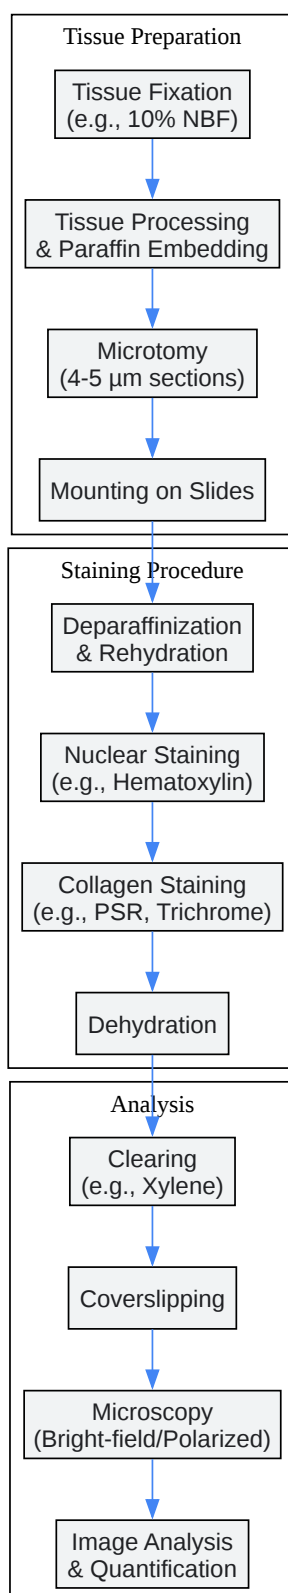 Tissue Preparation
Tissue Fixation
(e.g., 10% NBF)
Tissue Processing
& Paraffin Embedding
Microtomy
(4-5 µm sections)
Mounting on Slides
Staining Procedure
Deparaffinization
& Rehydration
Nuclear Staining
(e.g., Hematoxylin)
Collagen Staining
(e.g., PSR, Trichrome)
Dehydration
Analysis
Clearing
(e.g., Xylene)
Coverslipping
Microscopy
(Bright-field/Polarized)
Image Analysis
& Quantification